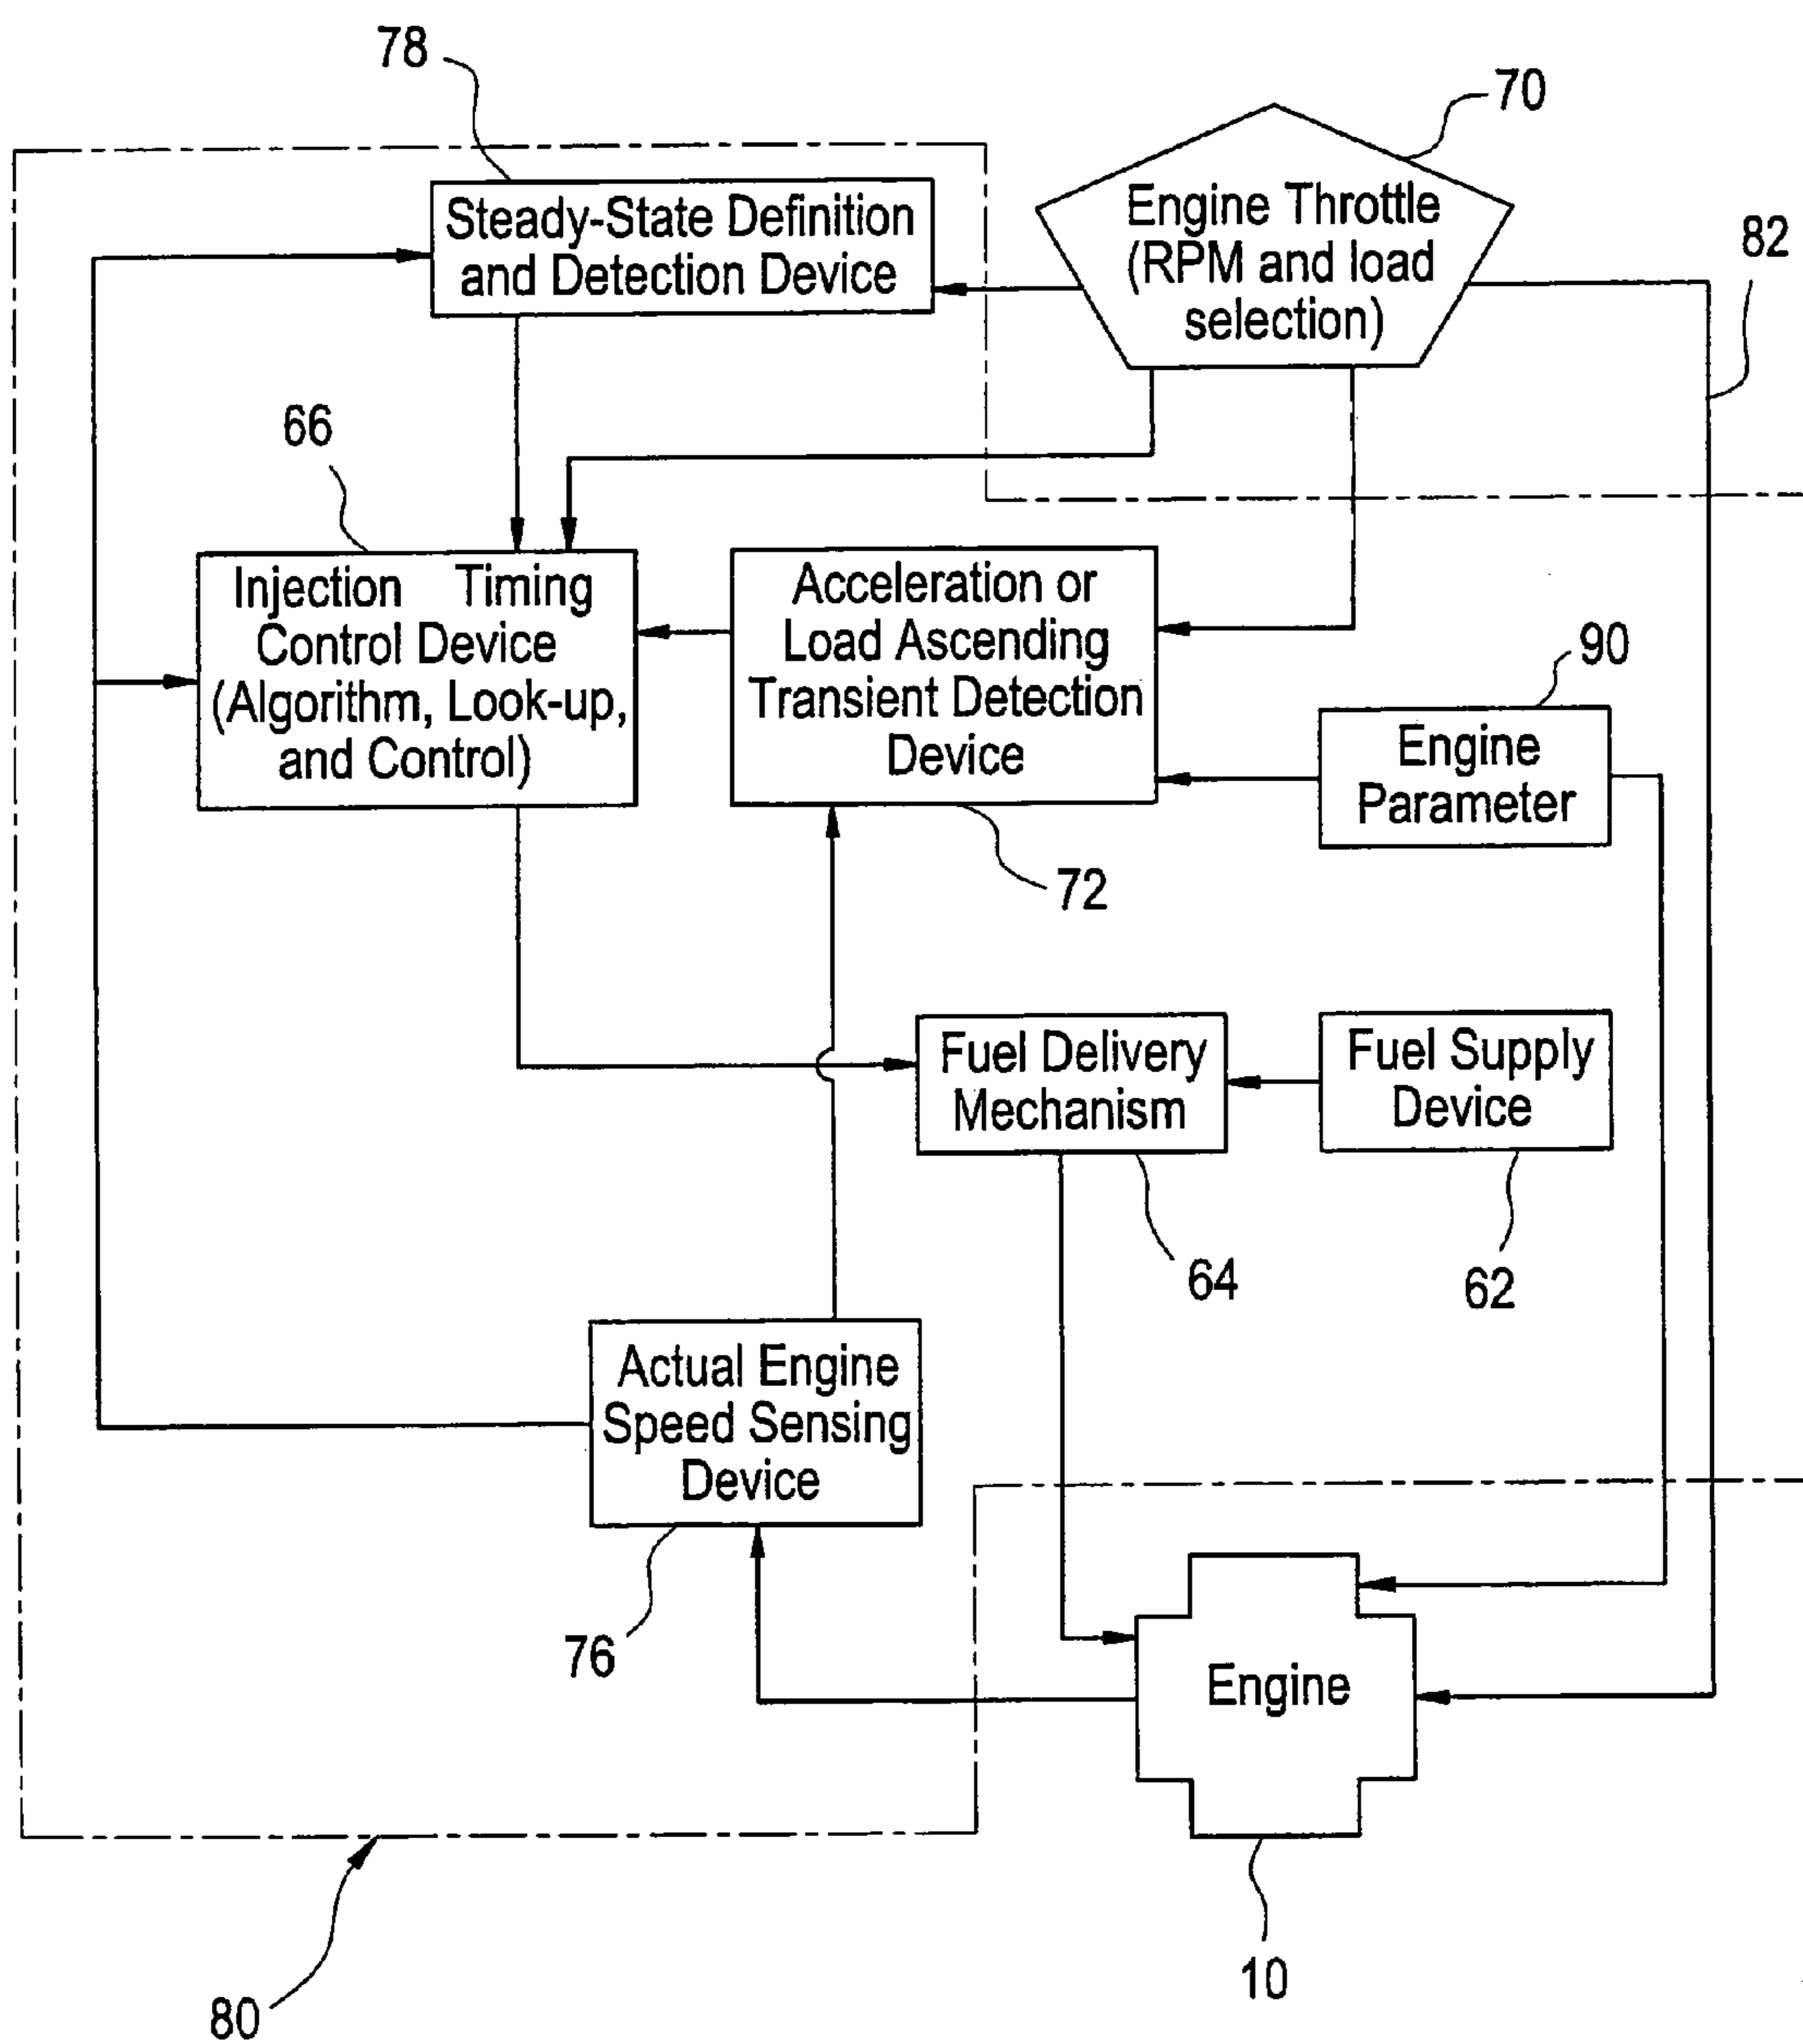 78
70
Steady-State Definition
and Detection Device
Engine Throttle
(RPM and load
selection)
82
66
Injection Timing
Control Device
(Algorithm, Look-up,
and Control)
Acceleration or
Load Ascending
Transient Detection
Device
90
Engine
Parameter
72
Fuel Delivery
Mechanism
Fuel Supply
Device
64
62
Actual Engine
Speed Sensing
Device
76
Engine
10
80